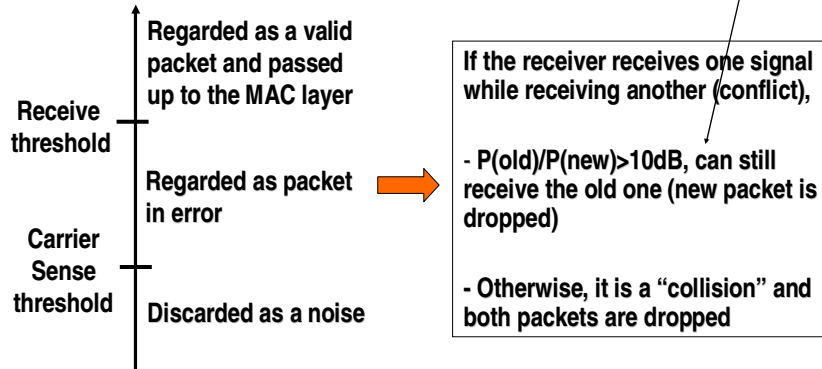 Regarded as a valid
packet and passed
up to the MAC layer
Receive
threshold
Regarded as packet
in error
Carrier
Sense
threshold
Discarded as a noise
If the receiver receives one signal
while receiving another (conflict),
- P(old)/P(new)>10dB, can still
receive the old one (new packet is
dropped)
- Otherwise, it is a “collision” and
both packets are dropped